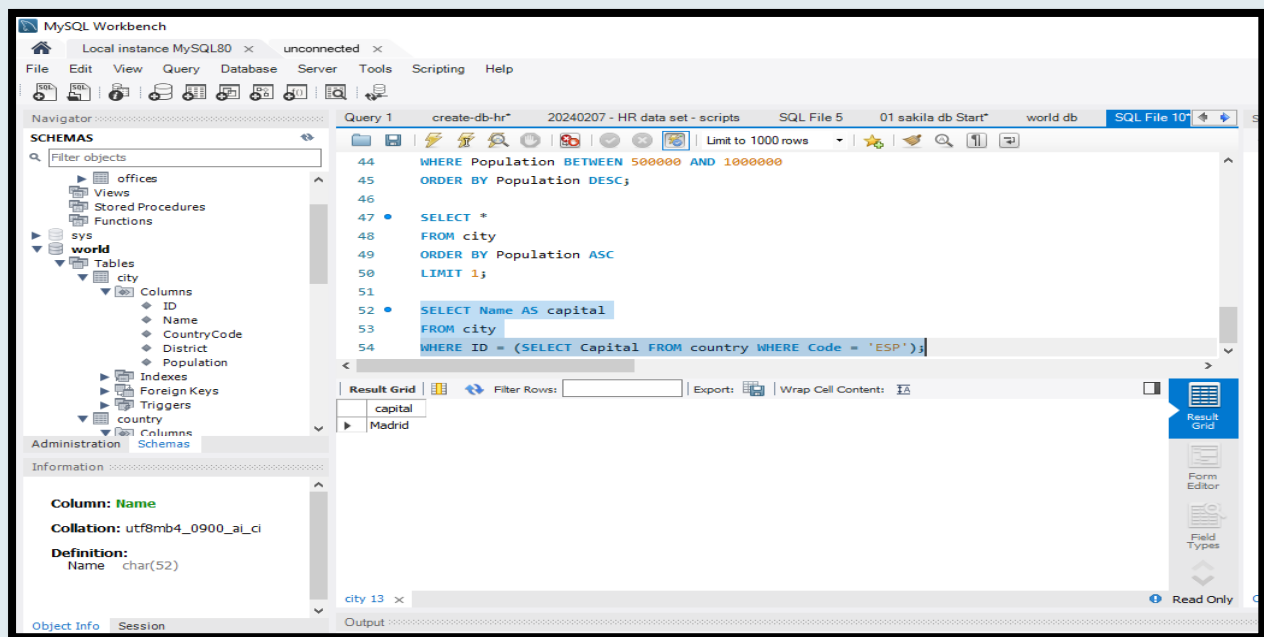 MySQL Workbench
Local instance MySQL80 × unconnected ×
File Edit View Query Database Server Tools Scripting Help
Navigator
SCHEMAS
Filter objects
offices
Views
Stored Procedures
Functions
sys
world
Tables
city
Columns
ID
Name
CountryCode
District
Population
Indexes
Foreign Keys
Triggers
country
Columns
Administration Schemas
Information
Column: Name
Collation: utf8mb4_0900_ai_ci
Definition:
Name char(52)
Object Info Session
Query 1 create-db-hr* 20240207 - HR data set - scripts SQL File 5 01 sakila db Start* world db SQL File 10*
Limit to 1000 rows
44 WHERE Population BETWEEN 500000 AND 1000000
45 ORDER BY Population DESC;
46
47 SELECT *
48 FROM city
49 ORDER BY Population ASC
50 LIMIT 1;
51
52 SELECT Name AS capital
53 FROM city
54 WHERE ID = (SELECT Capital FROM country WHERE Code = 'ESP');
Result Grid Filter Rows: Export: Wrap Cell Content:
capital
Madrid
Result
Grid
Form
Editor
Field
Types
city 13 × Read Only
Output